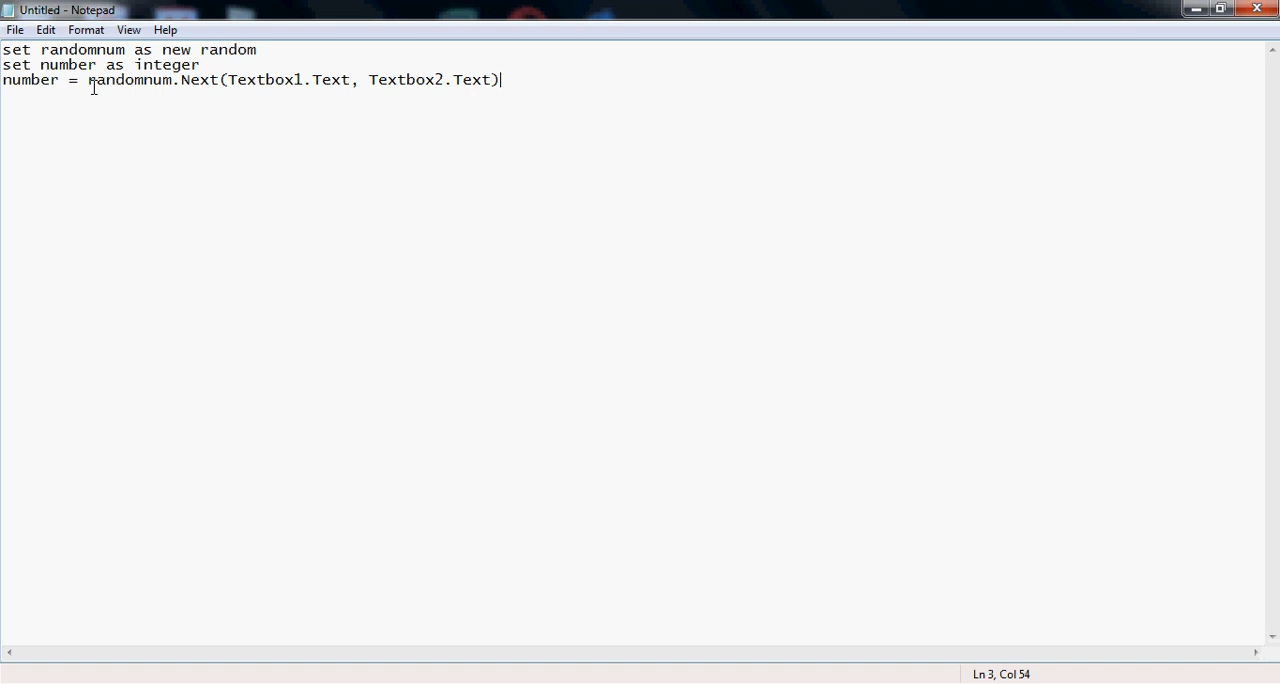 Untitled - Notepad
File Edit Format View Help
set randomnum as new random
set number as integer
number = randomnum.Next(Textbox1.Text, Textbox2.Text)
Ln 3, Col 54